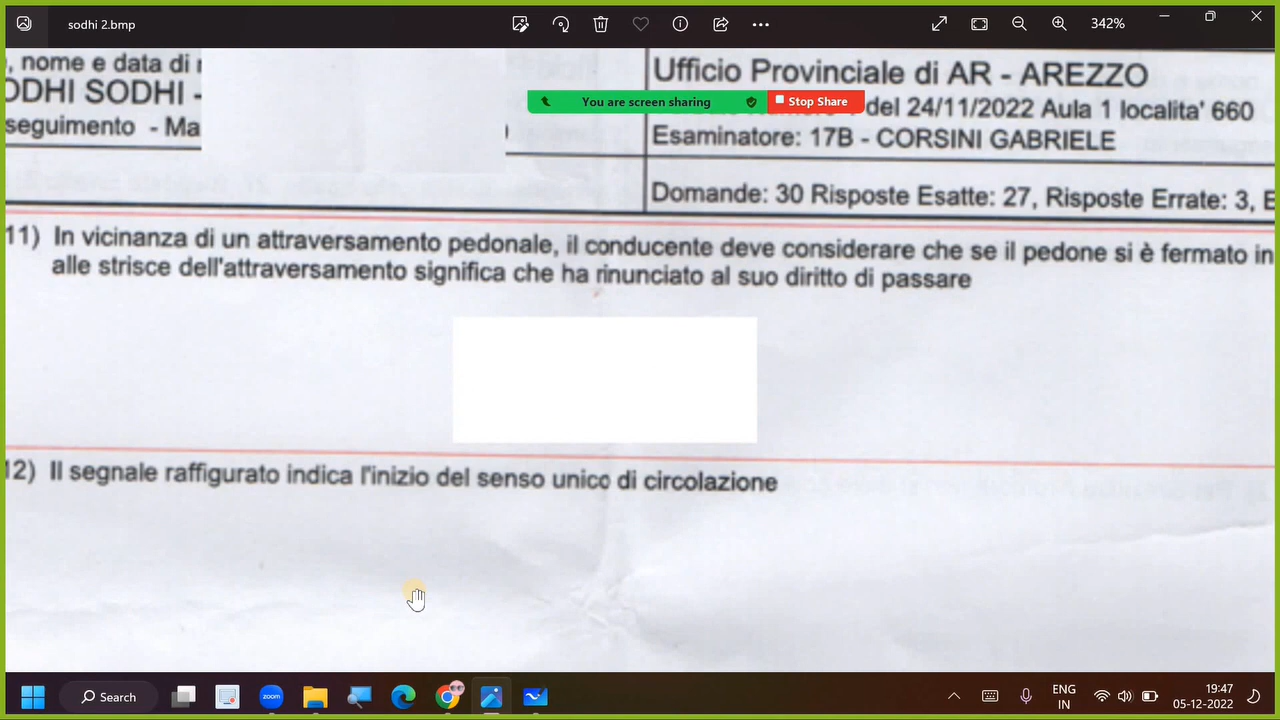 sodhi 2.bmp
342%
, nome e data di
ODHI SODHI -
seguimento - Ma
Ufficio Provinciale di AR - AREZZO
You are screen sharing
Stop Share
del 24/11/2022 Aula 1 localita' 660
Esaminatore: 17B - CORSINI GABRIELE
Domande: 30 Risposte Esatte: 27, Risposte Errate: 3, E
11) In vicinanza di un attraversamento pedonale, il conducente deve considerare che se il pedone si è fermato in
alle strisce dell'attraversamento significa che ha rinunciato al suo diritto di passare
12) Il segnale raffigurato indica l'inizio del senso unico di circolazione
Search
zoom
ENG
IN
19:47
05-12-2022